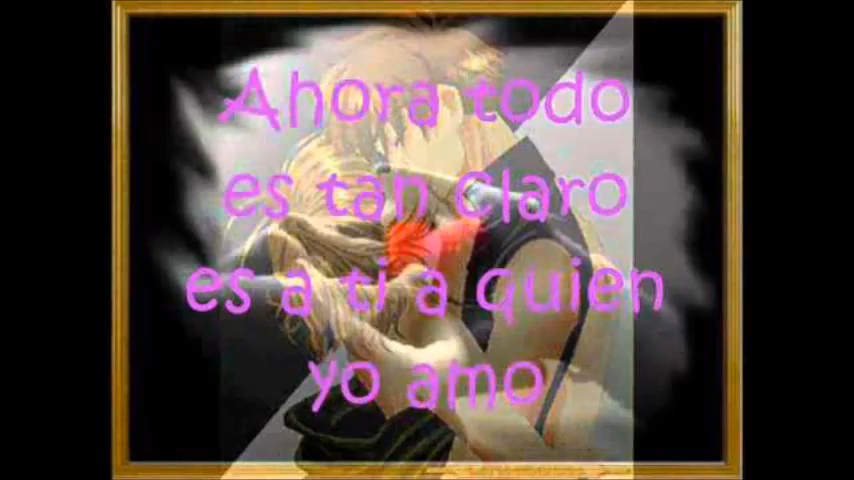 Ahora todo
es tan Claro
es a ti a quien
yo amo